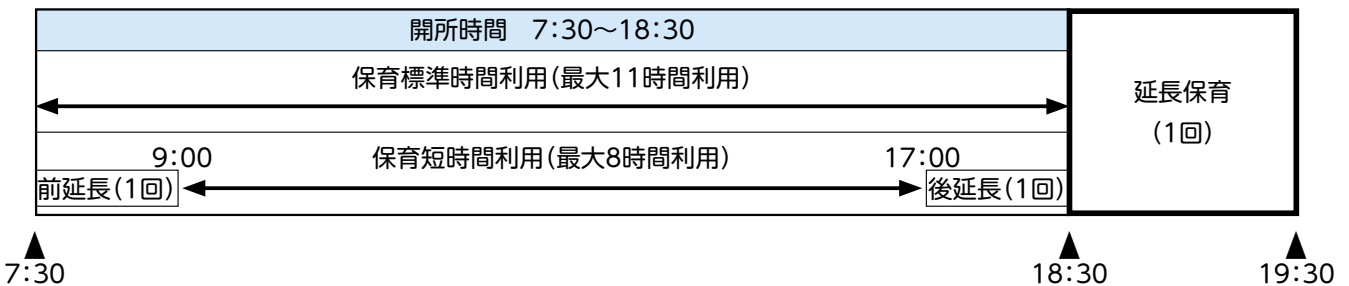 開所時間　7:30〜18:30
保育標準時間利用(最大11時間利用)
延長保育
(1回)
9:00
保育短時間利用(最大8時間利用)
17:00
前延長(1回)
後延長(1回)
7:30
18:30
19:30